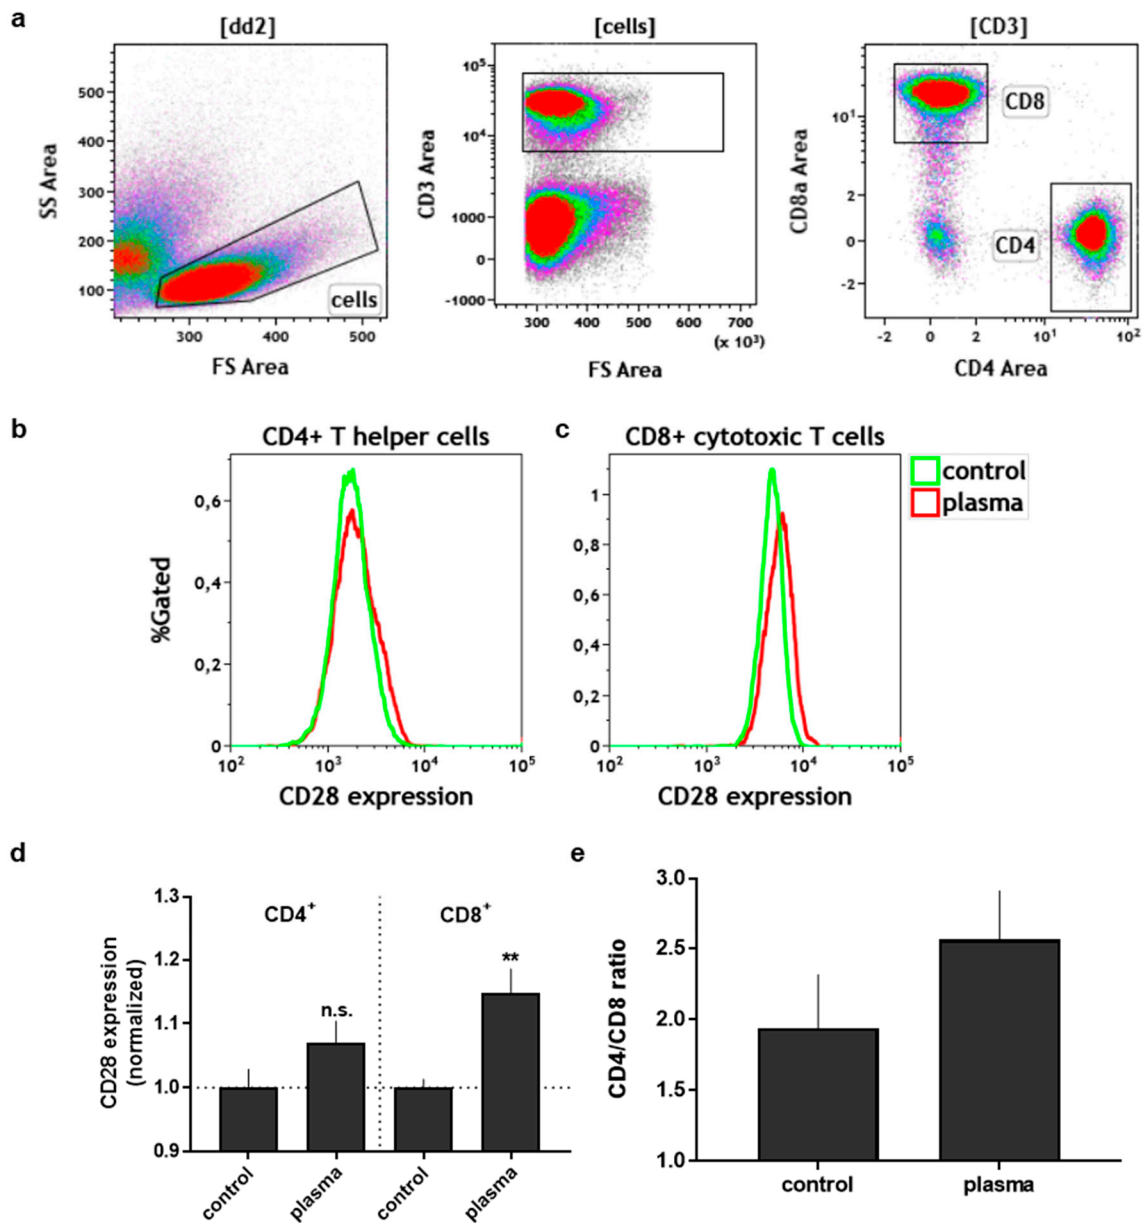 a
[dd2]
[cells]
[CD3]
SS Area
500
400
300
200
100
cells
300
400
500
FS Area
CD3 Area
10⁵
10⁴
1000
0
-1000
300
400
500
600
700
(x 10³)
FS Area
CD8a Area
10¹
2
0
-2
CD8
CD4
-2
0
2
10¹
10²
CD4 Area
b
CD4+ T helper cells
%Gated
0,6
0,4
0,2
0
10²
10³
10⁴
10⁵
CD28 expression
c
CD8+ cytotoxic T cells
1
0,8
0,6
0,4
0,2
0
10²
10³
10⁴
10⁵
CD28 expression
control
plasma
d
CD28 expression
(normalized)
1.3
1.2
1.1
1.0
0.9
CD4⁺
CD8⁺
n.s.
**
control
plasma
control
plasma
e
CD4/CD8 ratio
3.0
2.5
2.0
1.5
1.0
control
plasma